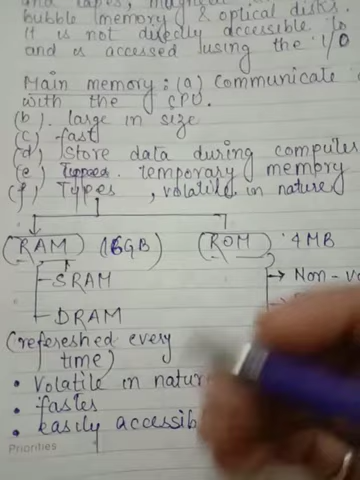 and tapes, magnetic
bubble memory & optical disks.
It is not directly accessible to
and is accessed using the I/O
Main memory: (a) Communicate
with the CPU.
(b) large in size
(c) fast
(d) Store data during computer
(e) temporary memory
(f) Types , volatile in nature
RAM (16GB) ROM 4MB
SRAM → Non-vo
DRAM
(refereshed every
time)
• Volatile in natur
• faster
• easily accessib
Priorities